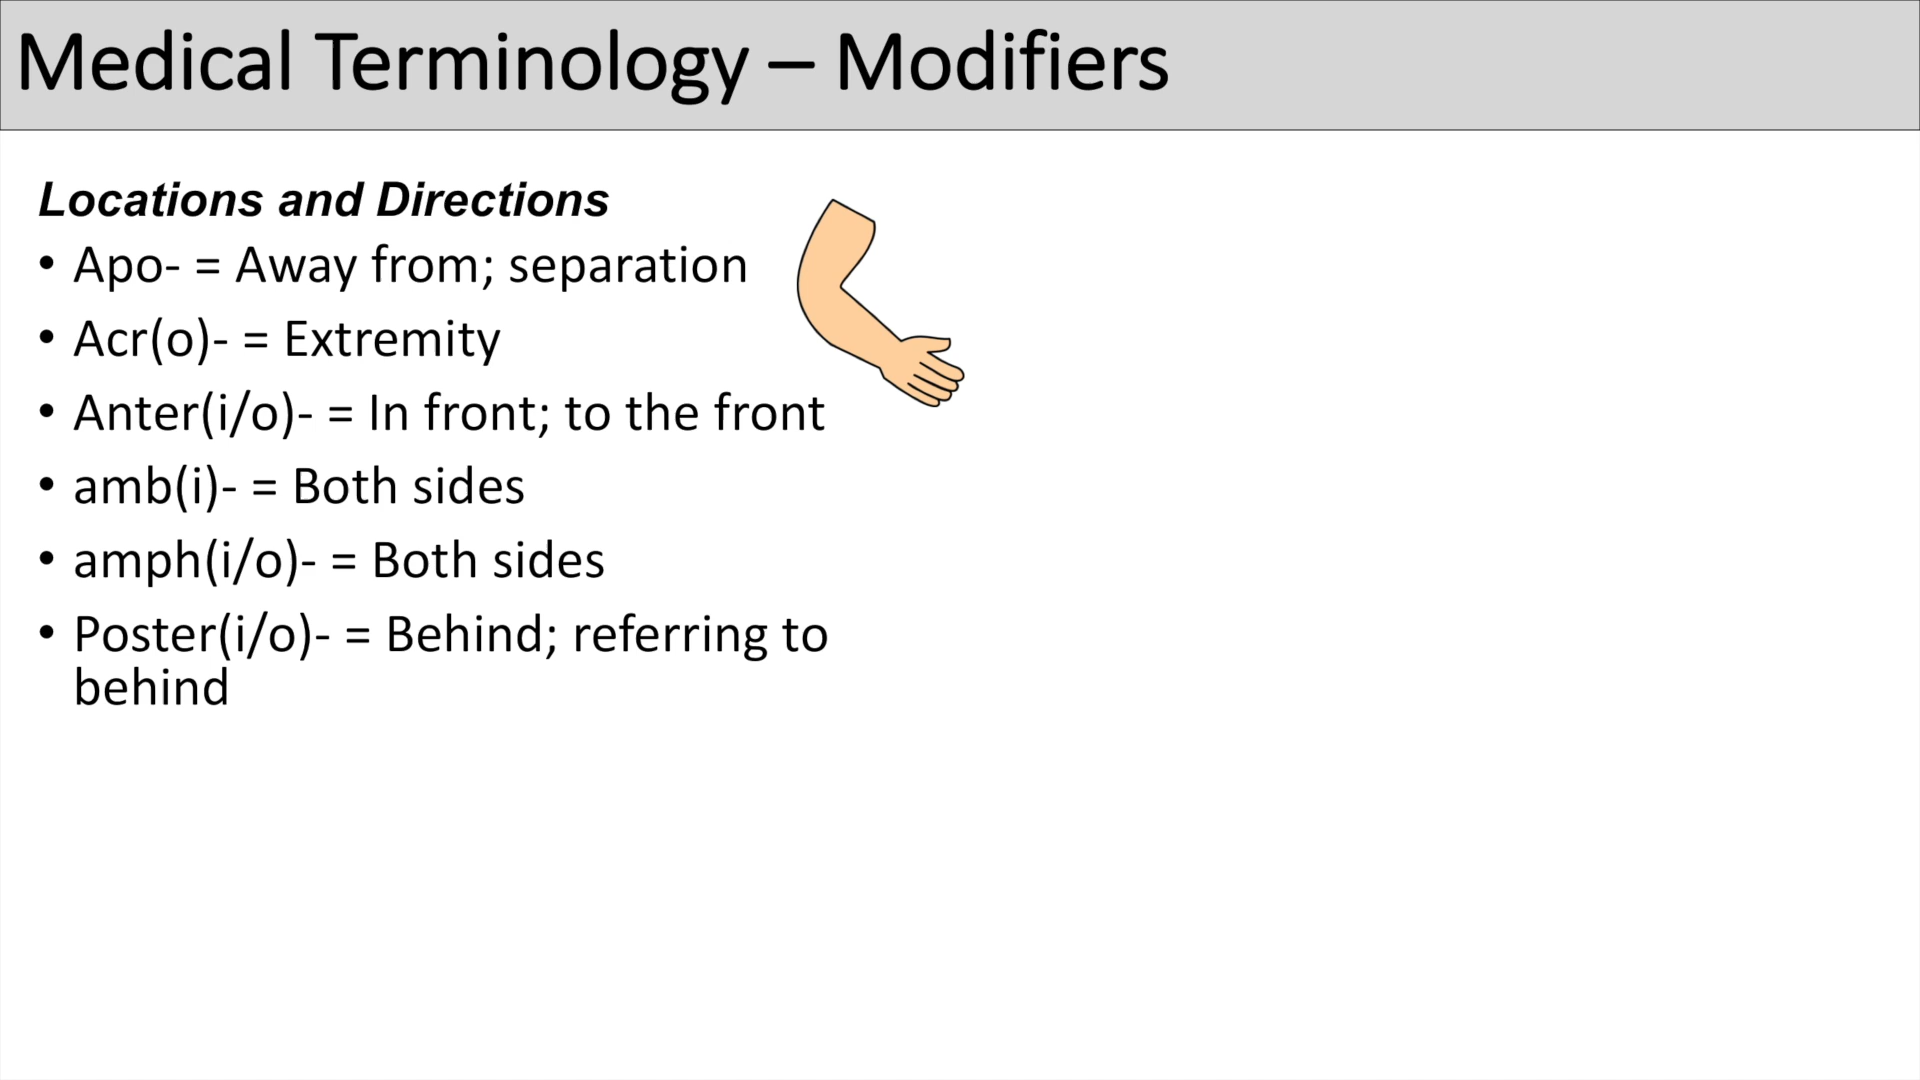 Medical Terminology – Modifiers
Locations and Directions
• Apo- = Away from; separation
• Acr(o)- = Extremity
• Anter(i/o)- = In front; to the front
• amb(i)- = Both sides
• amph(i/o)- = Both sides
• Poster(i/o)- = Behind; referring to
behind